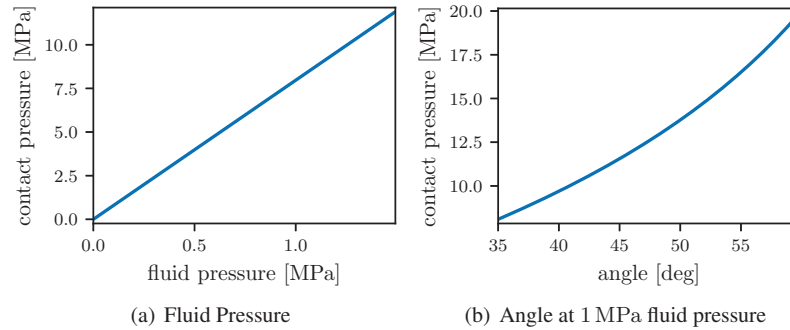 contact pressure [MPa]
10.0
7.5
5.0
2.5
0.0
0.0 0.5 1.0
fluid pressure [MPa]
(a) Fluid Pressure
contact pressure [MPa]
20.0
17.5
15.0
12.5
10.0
35 40 45 50 55
angle [deg]
(b) Angle at 1 MPa fluid pressure